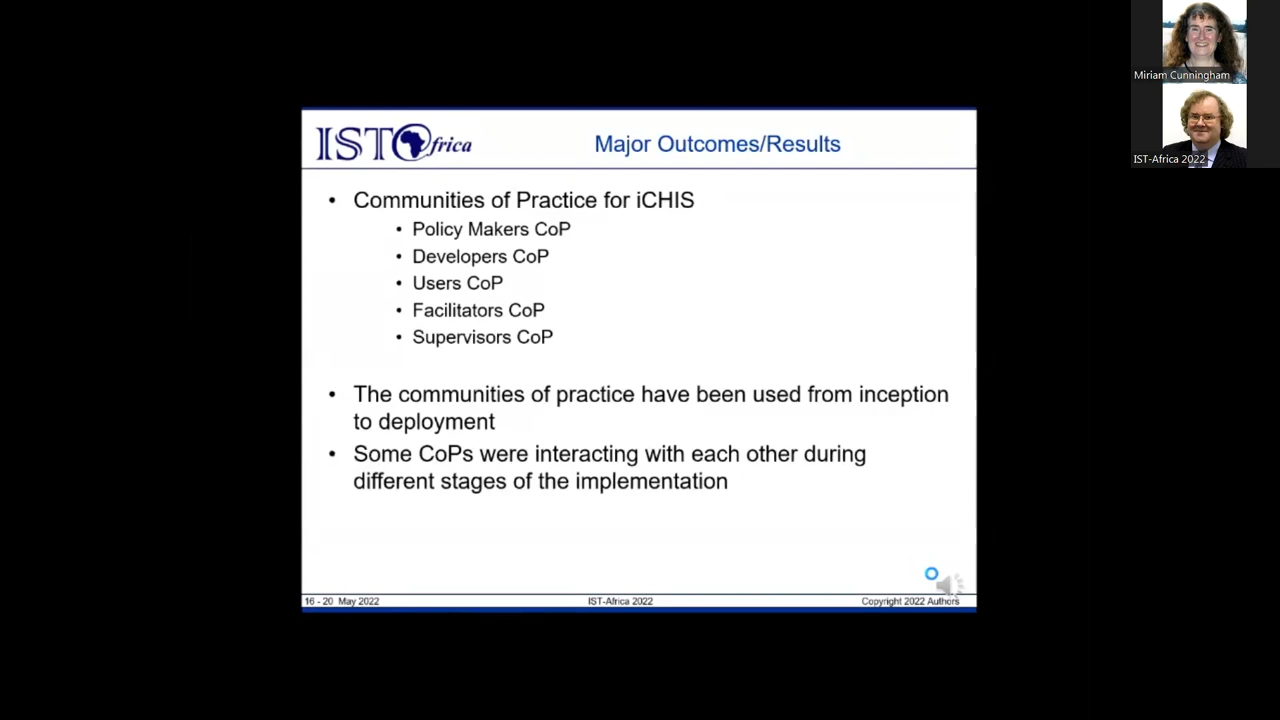 Miriam Cunningham
IST-Africa 2022
IST Africa
Major Outcomes/Results
• Communities of Practice for iCHIS
• Policy Makers CoP
• Developers CoP
• Users CoP
• Facilitators CoP
• Supervisors CoP
• The communities of practice have been used from inception
to deployment
• Some CoPs were interacting with each other during
different stages of the implementation
16 - 20 May 2022
IST-Africa 2022
Copyright 2022 Authors